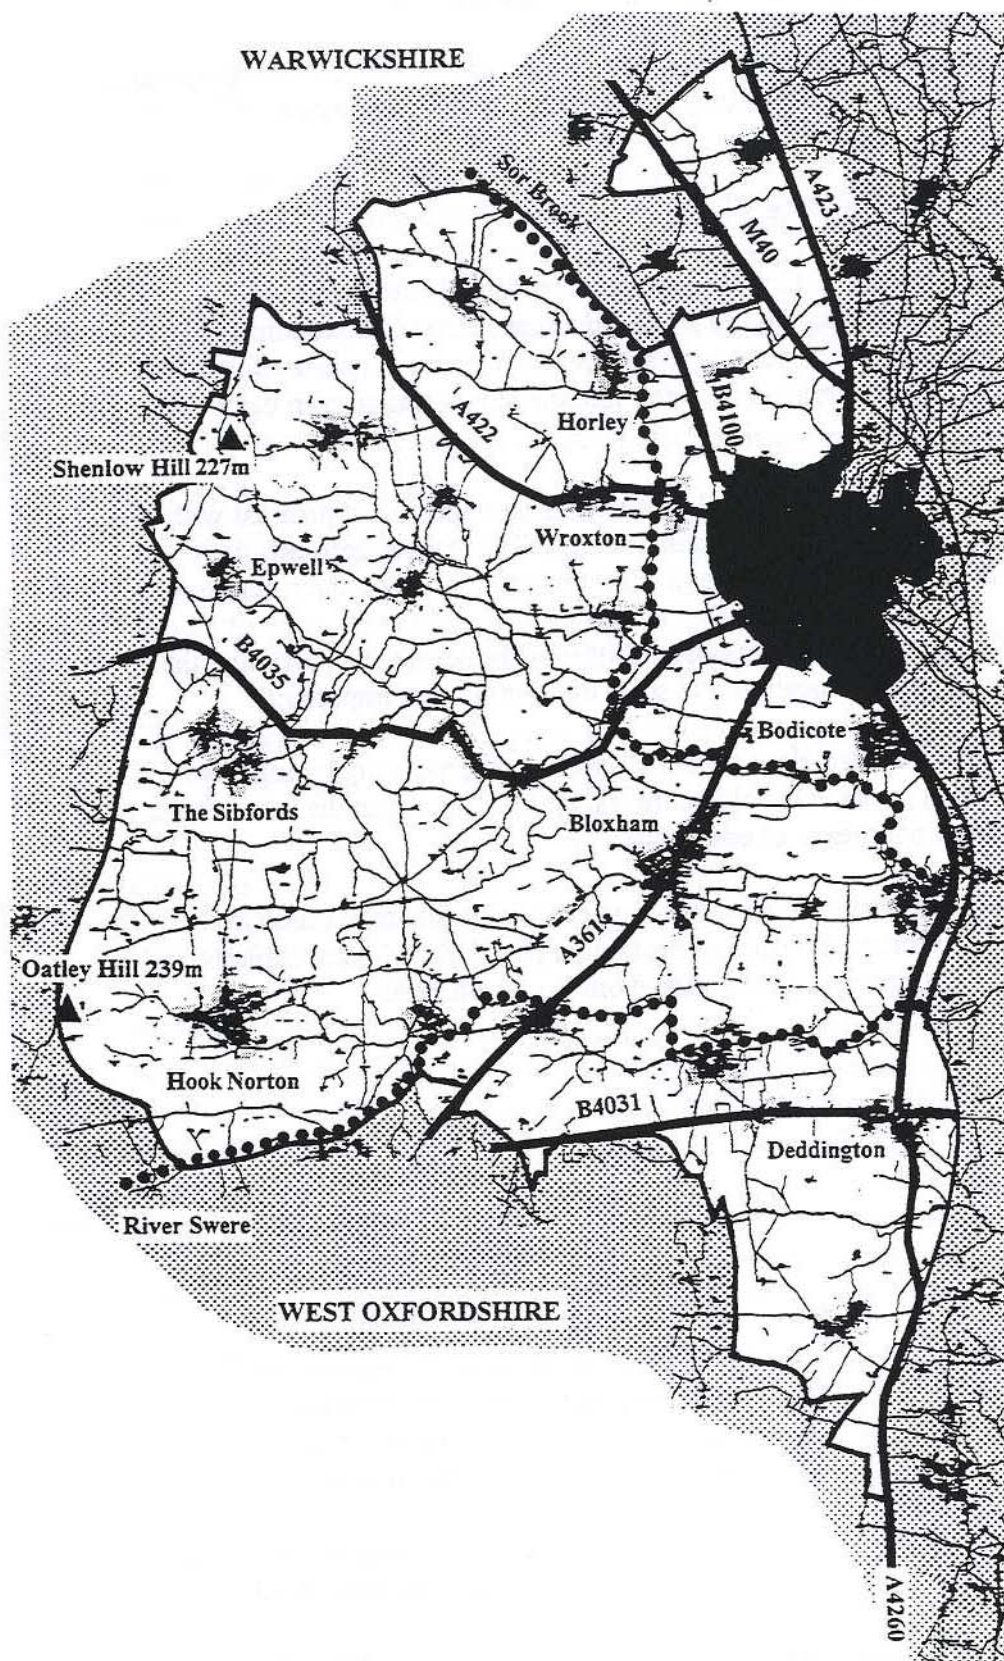 WARWICKSHIRE
Sor Brook
A423
M40
A422
Horley
B4100
Shenlow Hill 227m
Wroxton
Epwell
B4035
Bodicote
The Sibfords
Bloxham
A361
Oatley Hill 239m
Hook Norton
B4031
Deddington
River Swere
WEST OXFORDSHIRE
A4260